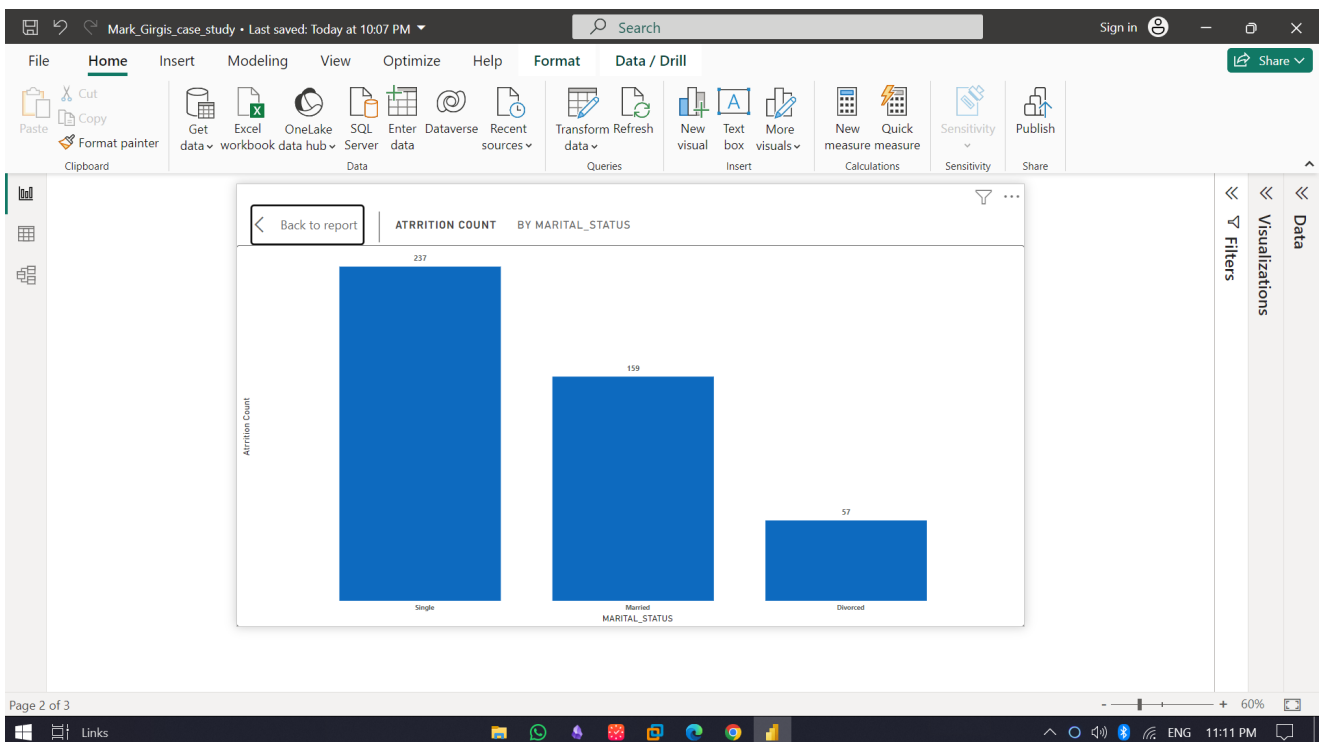 Mark_Girgis_case_study • Last saved: Today at 10:07 PM
Search
Sign in
File Home Insert Modeling View Optimize Help Format Data / Drill
Share
Paste
Cut
Copy
Format painter
Clipboard
Get data
Excel workbook
OneLake data hub
SQL Server
Enter data
Dataverse
Recent sources
Data
Transform data
Refresh
Queries
New visual
Text box
More visuals
Insert
New measure
Quick measure
Calculations
Sensitivity
Sensitivity
Publish
Share
Back to report
ATRRITION COUNT BY MARITAL_STATUS
237
159
57
Atrrition Count
Single Married Divorced
MARITAL_STATUS
Filters
Visualizations
Data
Page 2 of 3
- + 60%
Links
ENG 11:11 PM